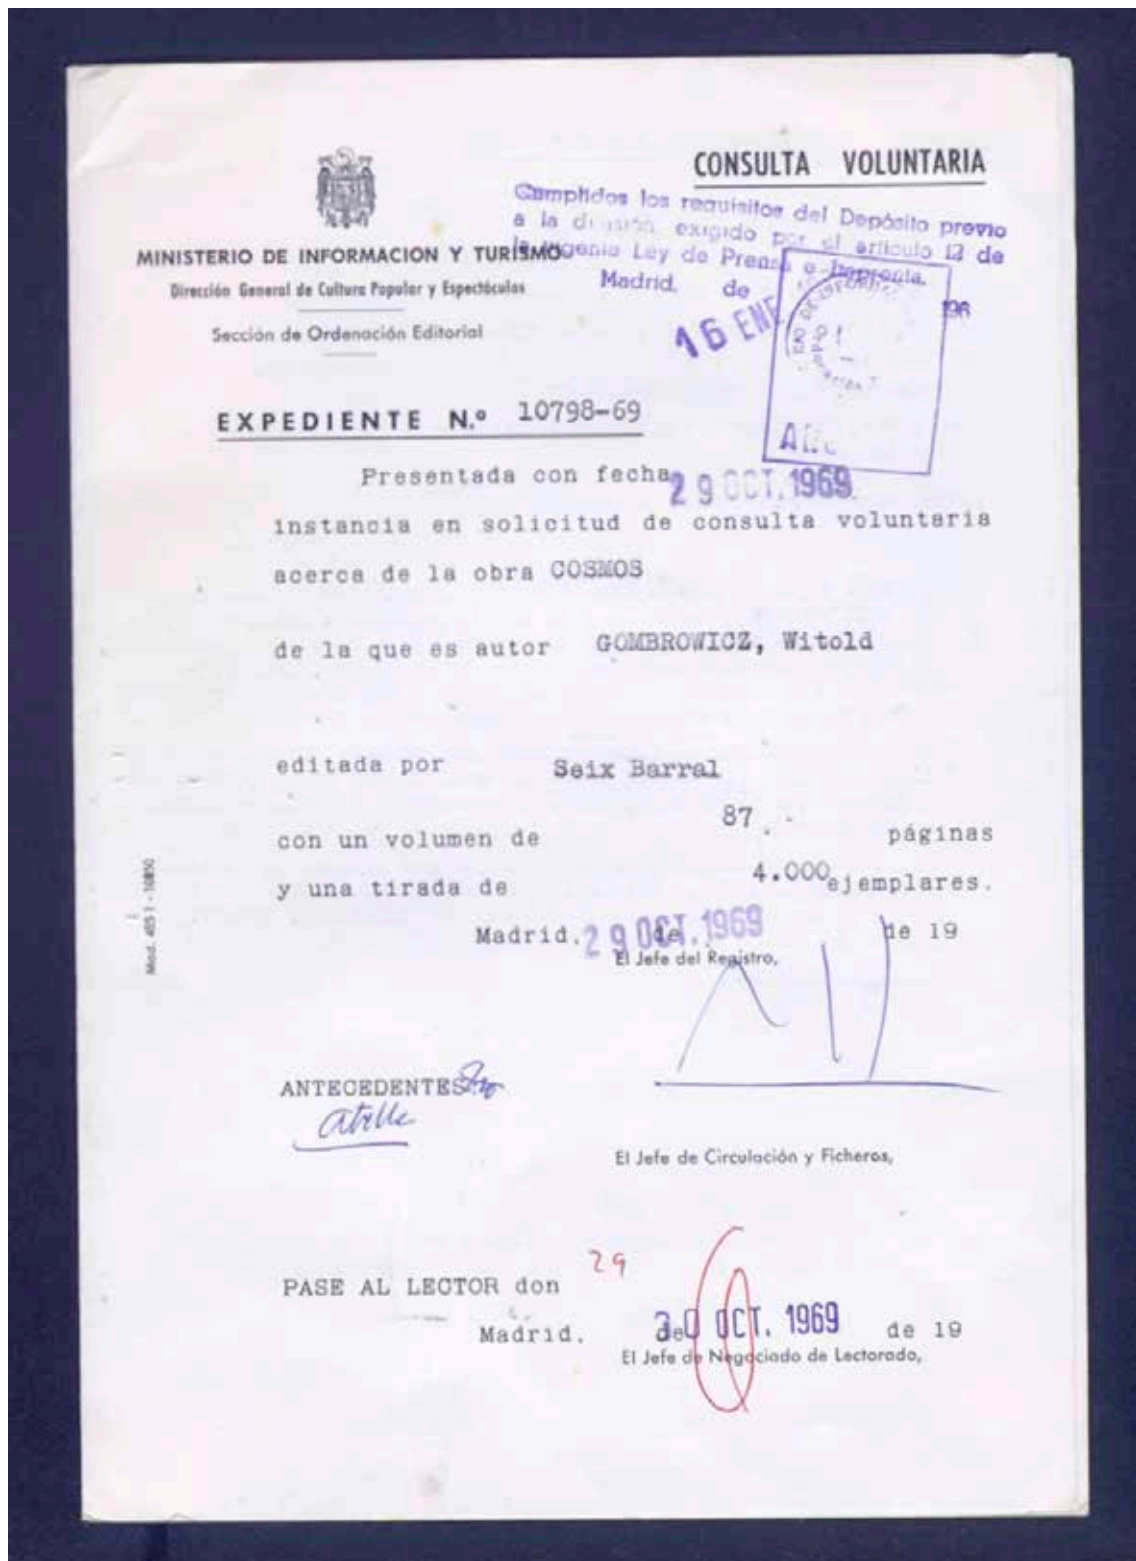 CONSULTA VOLUNTARIA
Cumplidos los requisitos del Depósito previo
a la difusión, exigido por el artículo 12 de
la vigente Ley de Prensa e Imprenta.
Madrid, de 196
16 ENE
MINISTERIO DE INFORMACION Y TURISMO
Dirección General de Cultura Popular y Espectáculos
Sección de Ordenación Editorial
EXPEDIENTE N.º 10798-69
Presentada con fecha 29 OCT. 1969
instancia en solicitud de consulta voluntaria
acerca de la obra COSMOS
de la que es autor GOMBROWICZ, Witold
editada por Seix Barral
con un volumen de 87.- páginas
y una tirada de 4.000 ejemplares.
Madrid. 29 OCT. 1969 de de 19
El Jefe del Registro,
ANTECEDENTES
El Jefe de Circulación y Ficheros,
PASE AL LECTOR don 29
Madrid. de 30 OCT. 1969 de 19
El Jefe de Negociado de Lectorado,